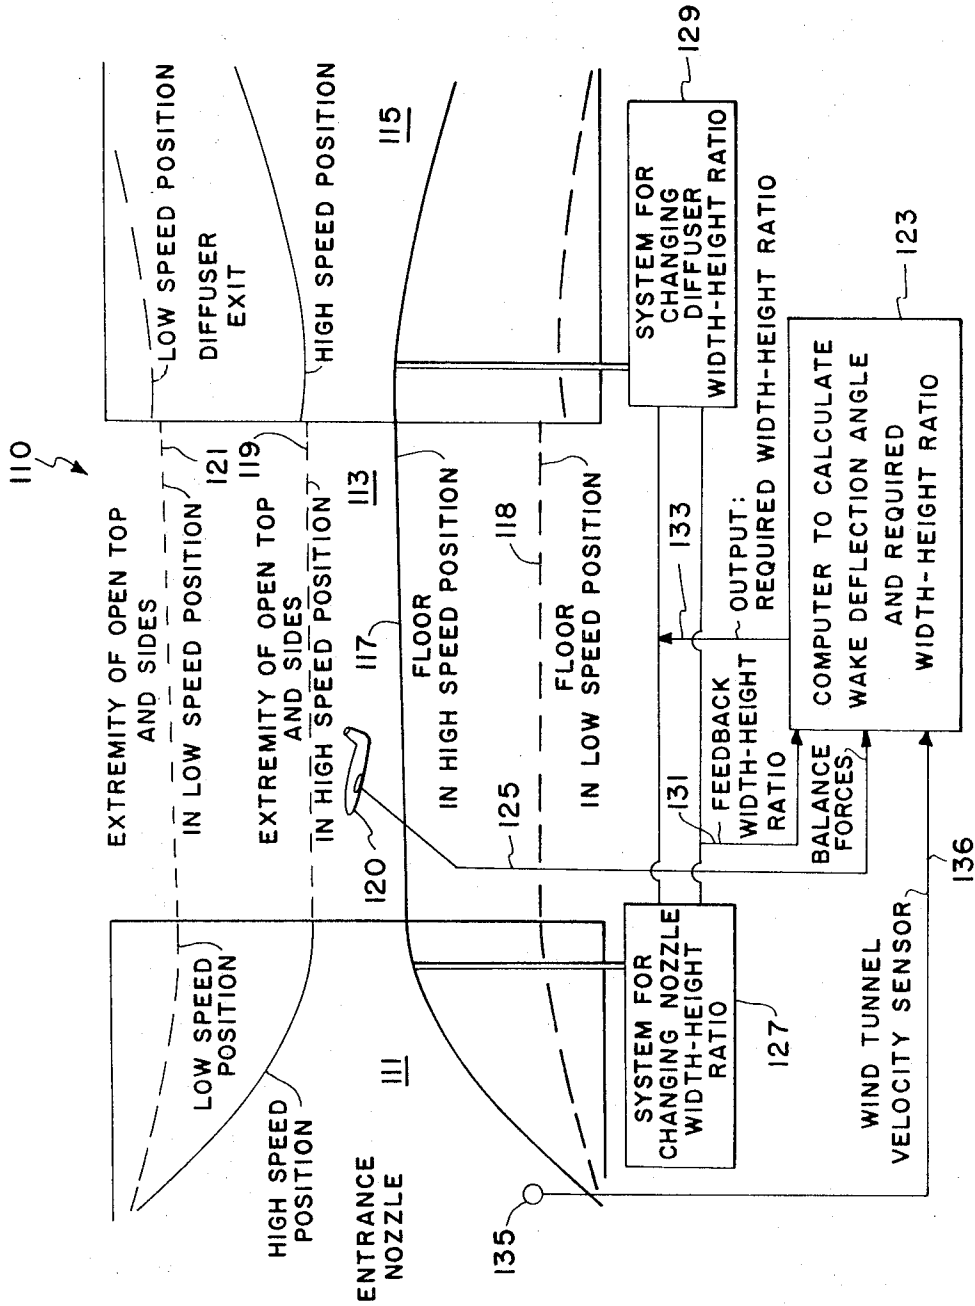 110
EXTREMITY OF OPEN TOP
AND SIDES
IN LOW SPEED POSITION
121
LOW SPEED POSITION
DIFFUSER
EXIT
HIGH SPEED POSITION
LOW SPEED
POSITION
HIGH SPEED
POSITION
EXTREMITY OF OPEN TOP
AND SIDES
IN HIGH SPEED POSITION
119
113
115
111
ENTRANCE
NOZZLE
120
117
FLOOR
IN HIGH SPEED POSITION
118
125
FLOOR
IN LOW SPEED POSITION
135
SYSTEM FOR
CHANGING NOZZLE
WIDTH-HEIGHT
RATIO
127
SYSTEM FOR
CHANGING
DIFFUSER
WIDTH-HEIGHT RATIO
129
131
FEEDBACK
WIDTH-HEIGHT
RATIO
133
OUTPUT:
REQUIRED WIDTH-HEIGHT RATIO
BALANCE
FORCES
COMPUTER TO CALCULATE
WAKE DEFLECTION ANGLE
AND REQUIRED
WIDTH-HEIGHT RATIO
123
WIND TUNNEL
VELOCITY SENSOR
136